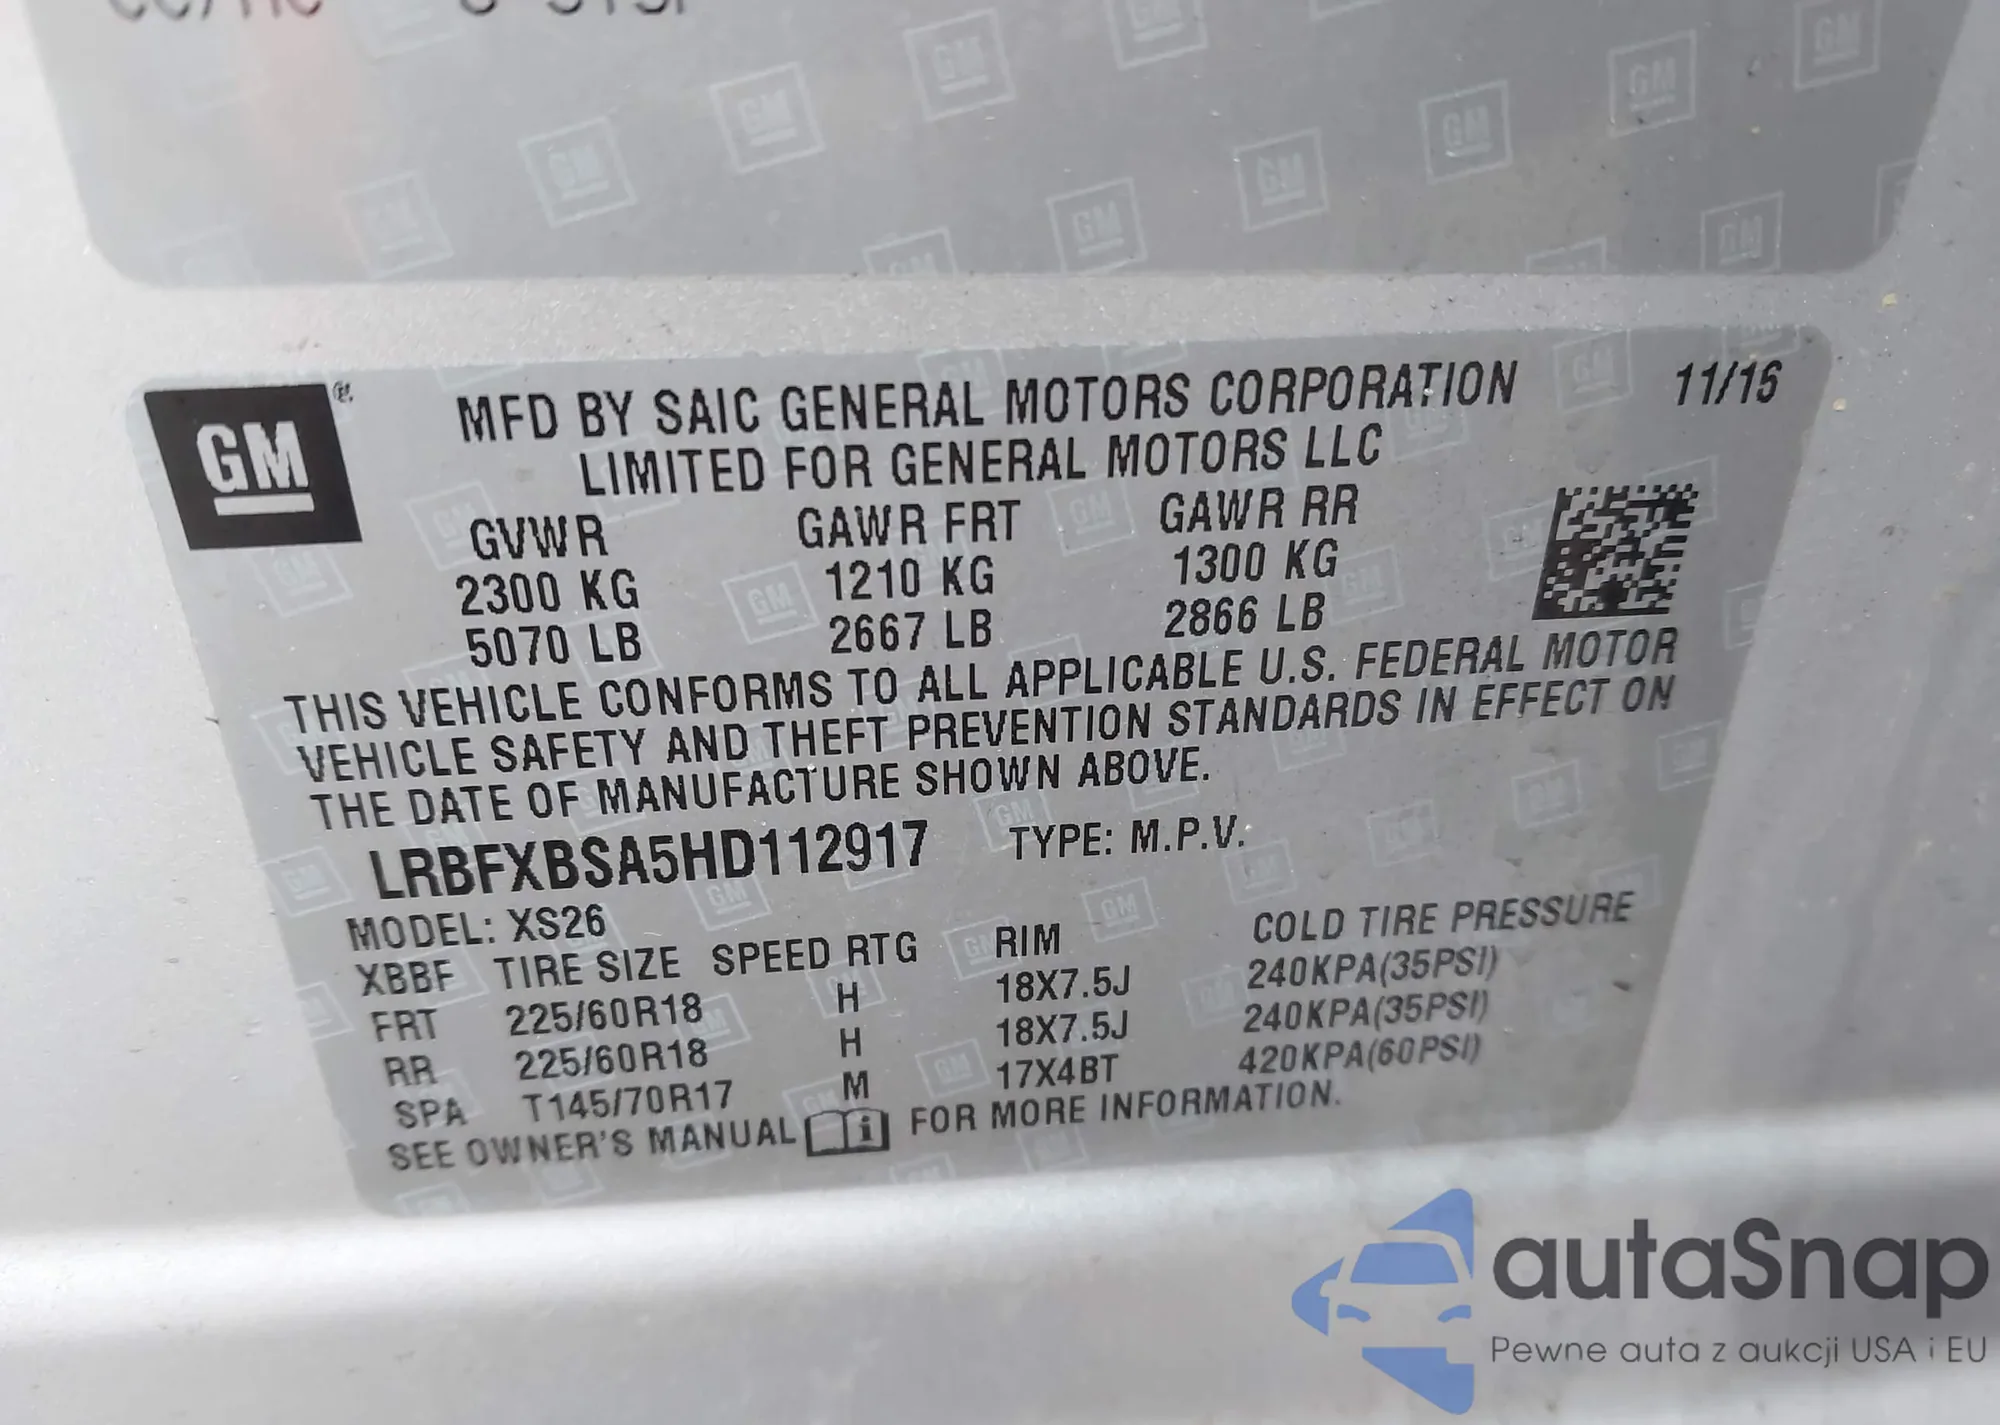 GM
MFD BY SAIC GENERAL MOTORS CORPORATION 11/16
LIMITED FOR GENERAL MOTORS LLC
GVWR GAWR FRT GAWR RR
2300 KG 1210 KG 1300 KG
5070 LB 2667 LB 2866 LB
THIS VEHICLE CONFORMS TO ALL APPLICABLE U.S. FEDERAL MOTOR
VEHICLE SAFETY AND THEFT PREVENTION STANDARDS IN EFFECT ON
THE DATE OF MANUFACTURE SHOWN ABOVE.
LRBFXBSA5HD112917 TYPE: M.P.V.
MODEL: XS26
XBBF TIRE SIZE SPEED RTG RIM COLD TIRE PRESSURE
FRT 225/60R18 H 18X7.5J 240KPA(35PSI)
RR 225/60R18 H 18X7.5J 240KPA(35PSI)
SPA T145/70R17 M 17X4BT 420KPA(60PSI)
SEE OWNER'S MANUAL FOR MORE INFORMATION.
autaSnap
Pewne auta z aukcji USA i EU